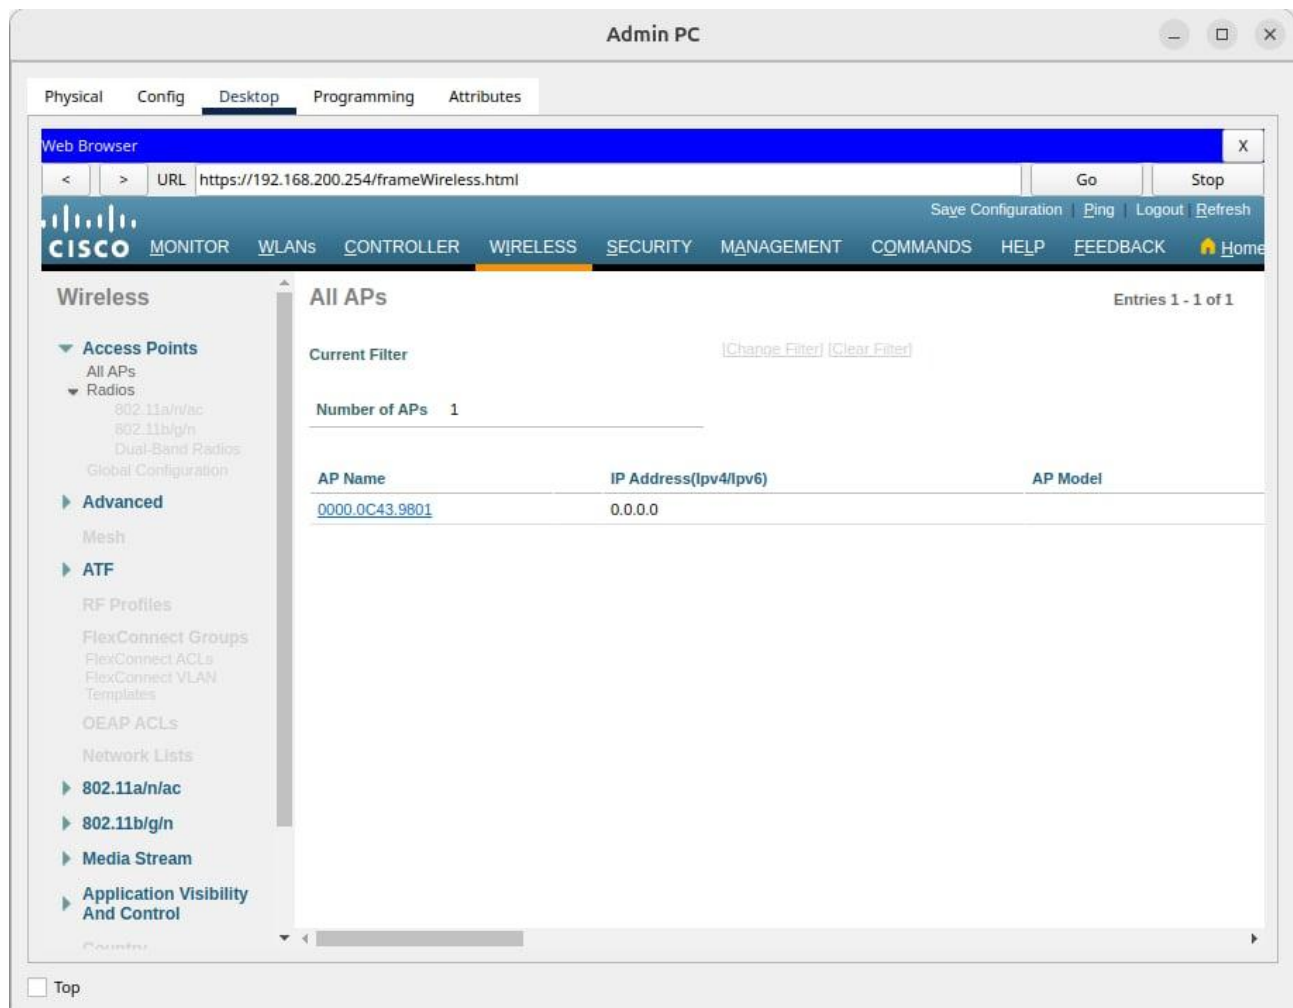 Admin PC
Physical Config Desktop Programming Attributes
Web Browser X
< > URL https://192.168.200.254/frameWireless.html Go Stop
Save Configuration Ping Logout Refresh
CISCO MONITOR WLANs CONTROLLER WIRELESS SECURITY MANAGEMENT COMMANDS HELP FEEDBACK Home
Wireless
Access Points
All APs
Radios
802.11a/n/ac
802.11b/g/n
Dual-Band Radios
Global Configuration
Advanced
Mesh
ATF
RF Profiles
FlexConnect Groups
FlexConnect ACLs
FlexConnect VLAN
Templates
OEAP ACLs
Network Lists
802.11a/n/ac
802.11b/g/n
Media Stream
Application Visibility
And Control
Country
All APs Entries 1 - 1 of 1
Current Filter [Change Filter] [Clear Filter]
Number of APs 1
AP Name IP Address(Ipv4/Ipv6) AP Model
0000.0C43.9801 0.0.0.0
Top